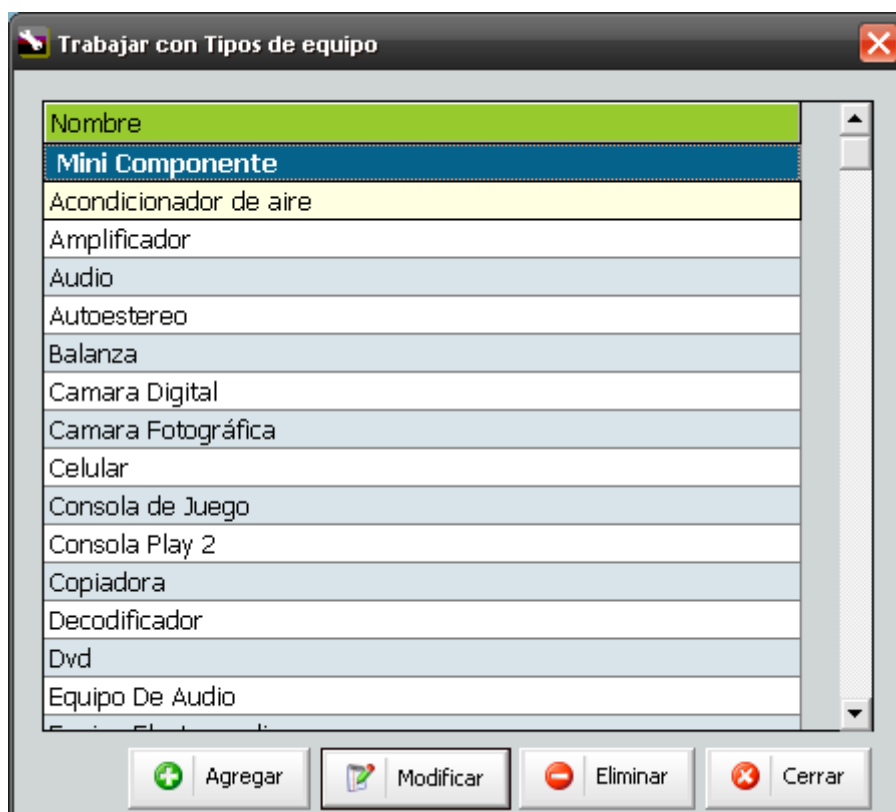 Trabajar con Tipos de equipo
Nombre
Mini Componente
Acondicionador de aire
Amplificador
Audio
Autoestereo
Balanza
Camara Digital
Camara Fotográfica
Celular
Consola de Juego
Consola Play 2
Copiadora
Decodificador
Dvd
Equipo De Audio
Agregar
Modificar
Eliminar
Cerrar